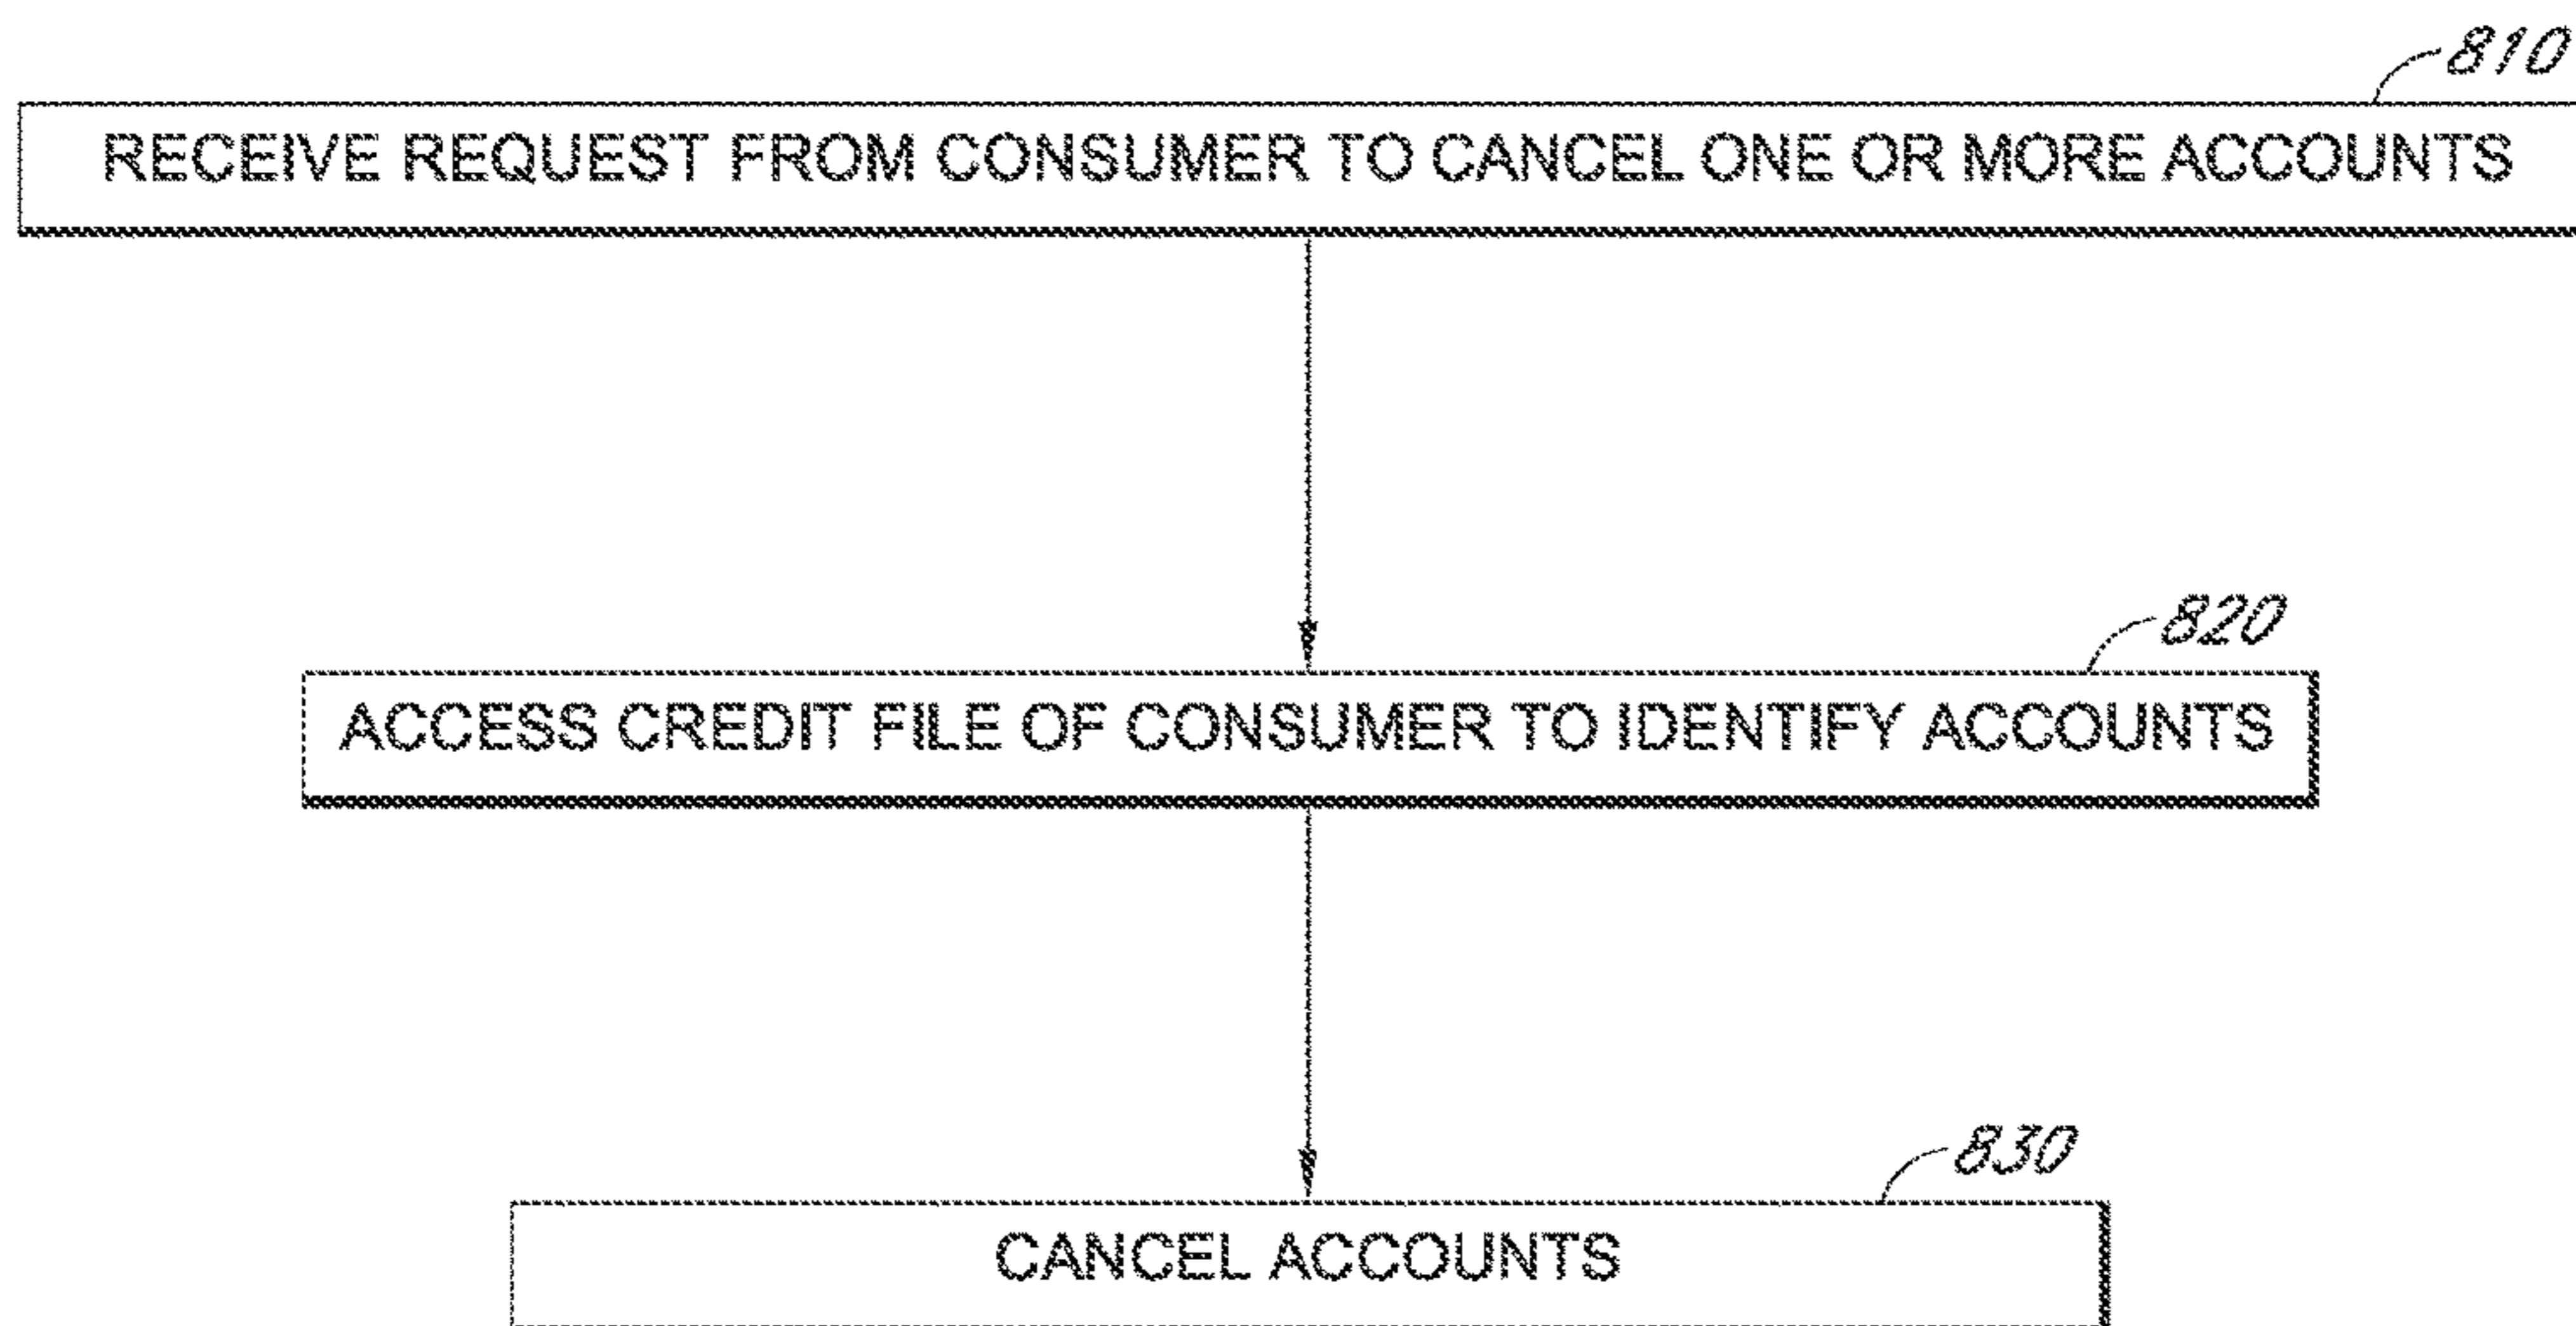 810
RECEIVE REQUEST FROM CONSUMER TO CANCEL ONE OR MORE ACCOUNTS
820
ACCESS CREDIT FILE OF CONSUMER TO IDENTIFY ACCOUNTS
830
CANCEL ACCOUNTS